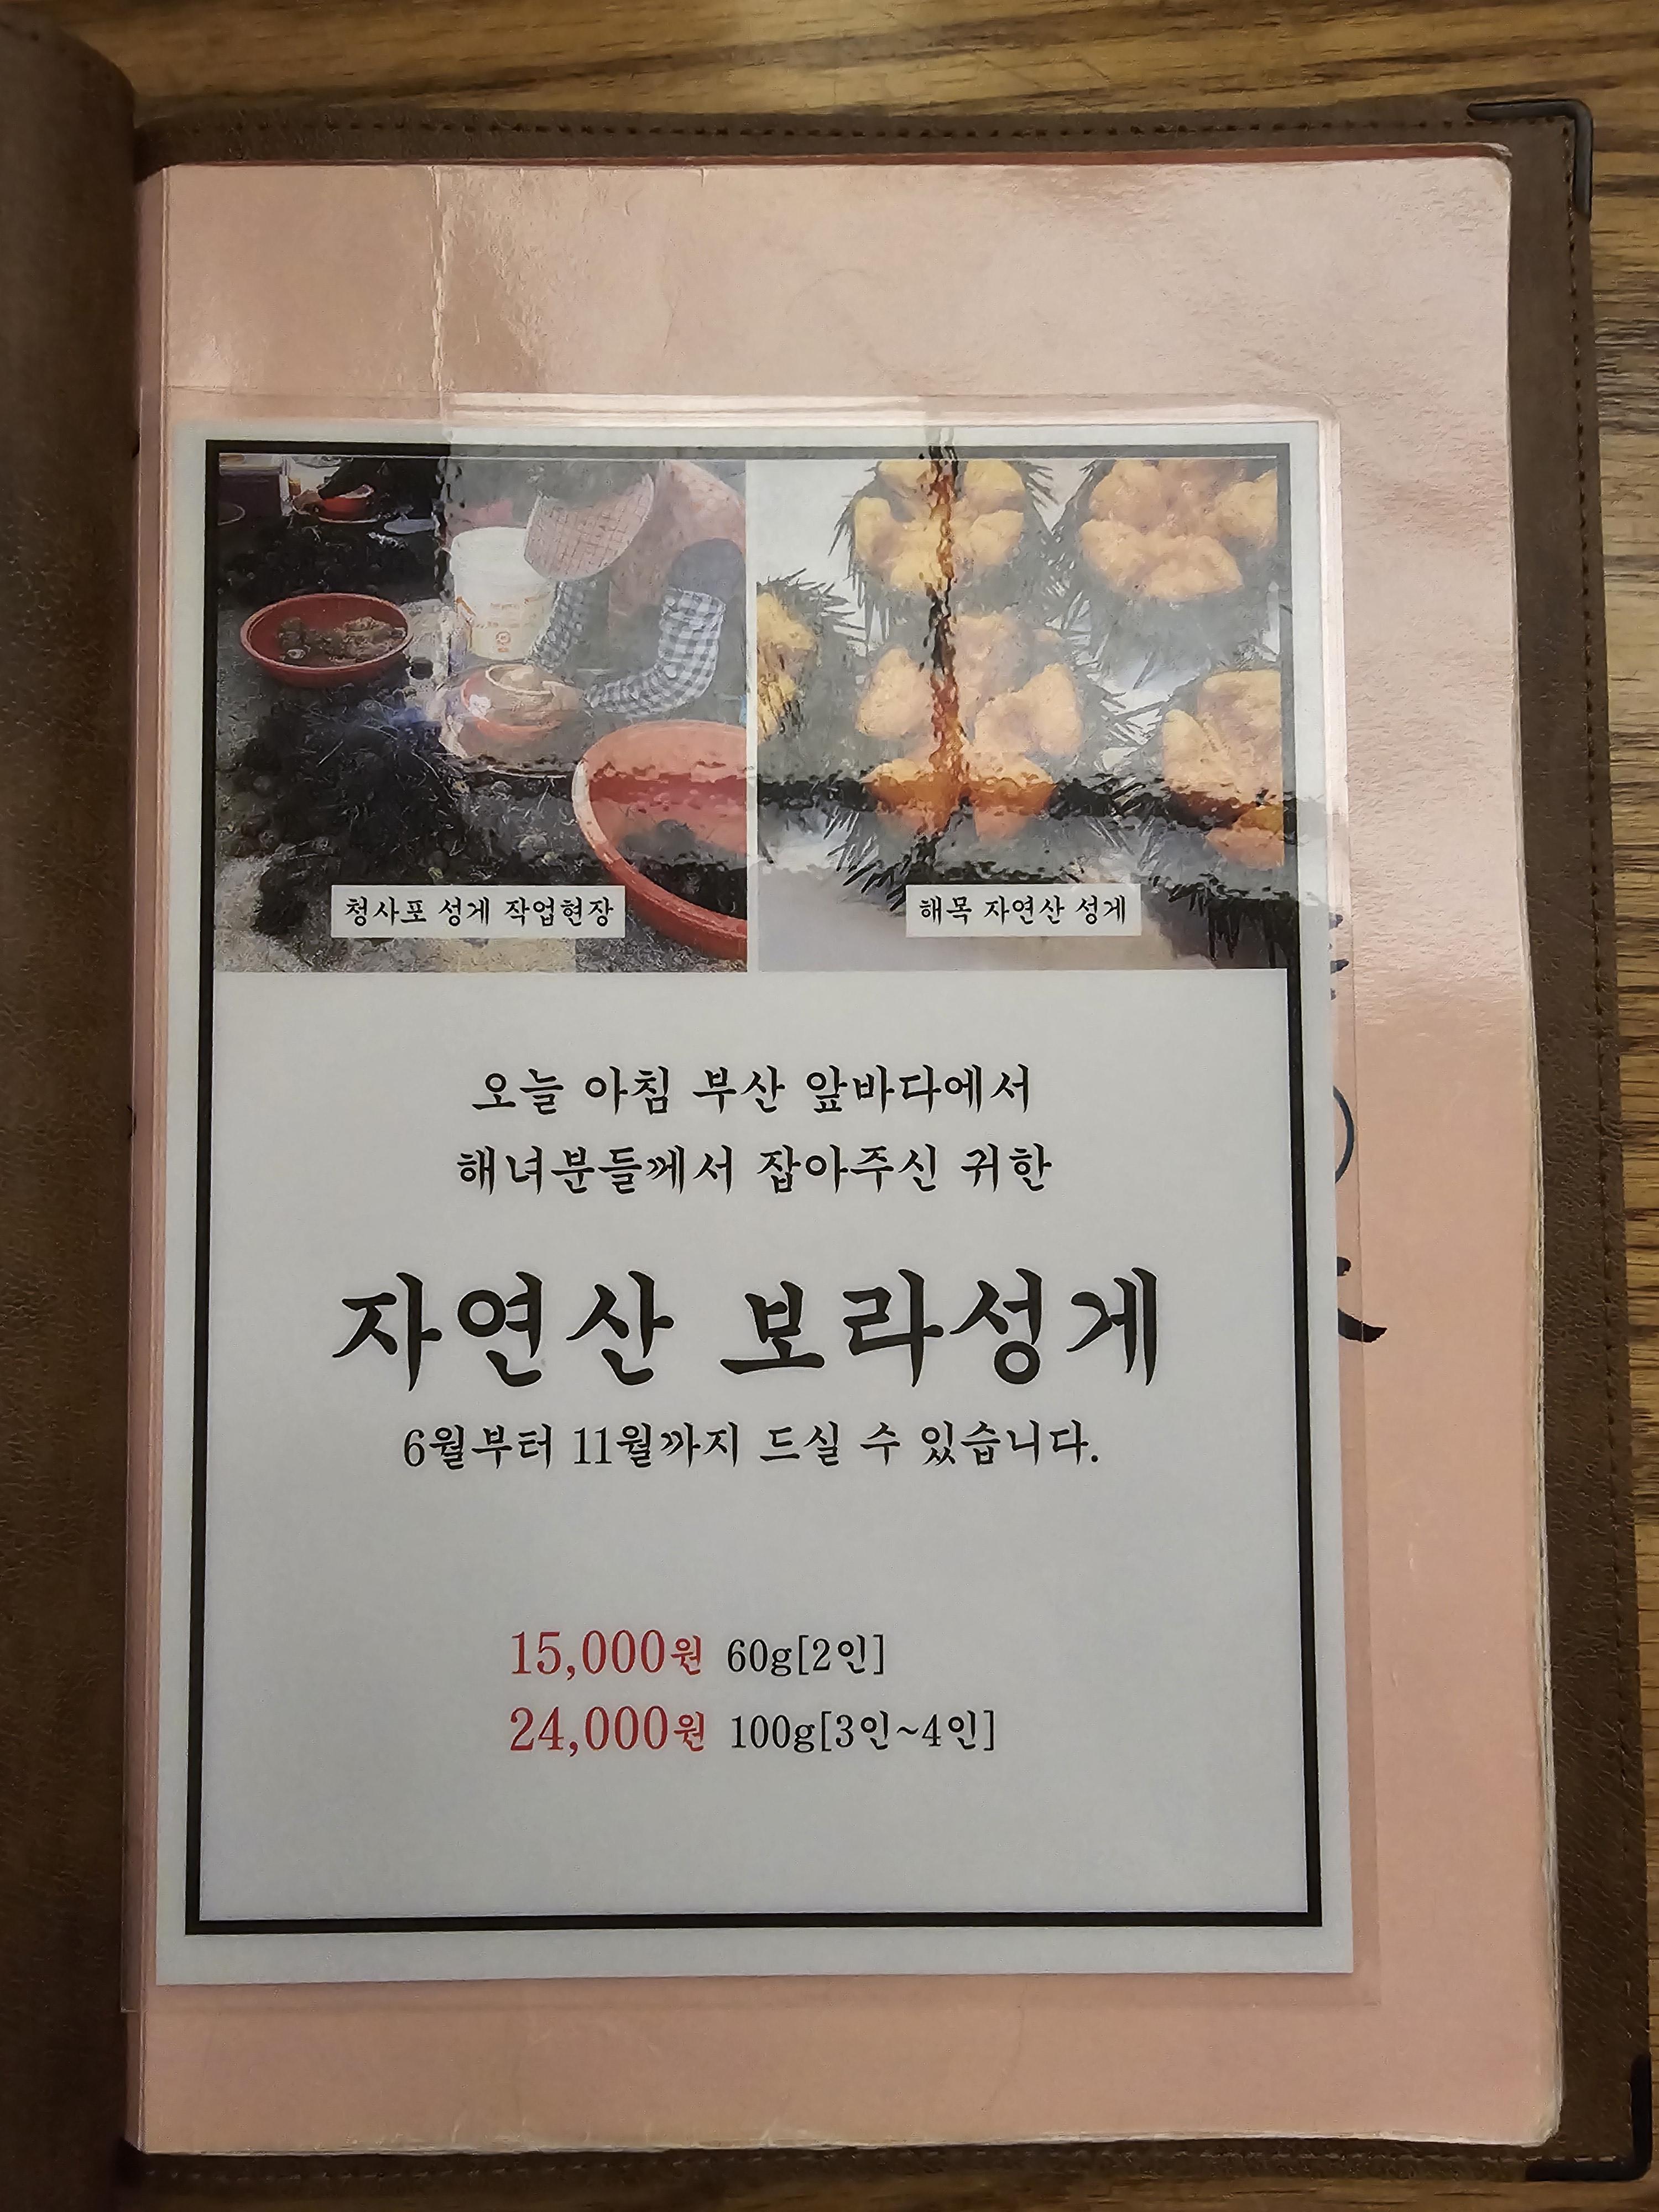 청사포 성게 작업현장
해목 자연산 성게
오늘 아침 부산 앞바다에서
해녀분들께서 잡아주신 귀한
자연산 보라성게
6월부터 11월까지 드실 수 있습니다.
15,000원 60g[2인]
24,000원 100g[3인~4인]